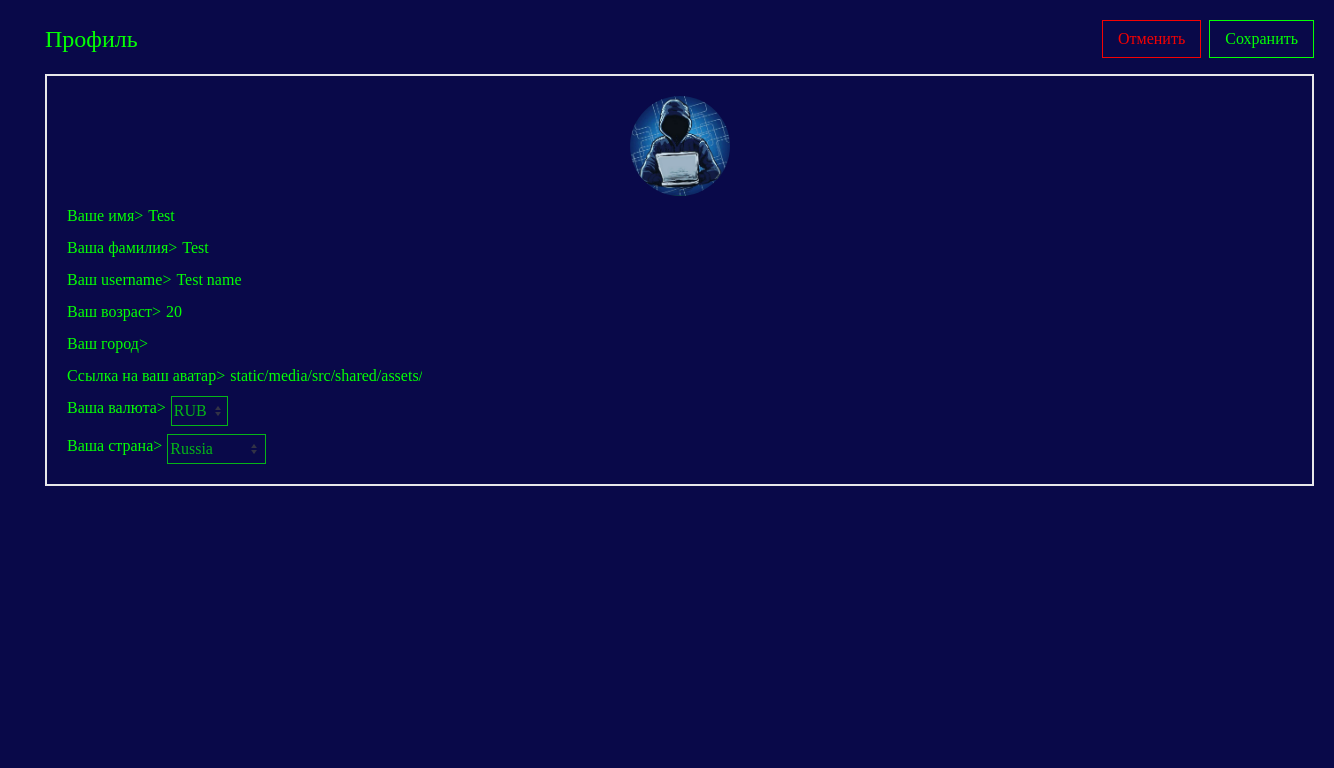 Профиль
Отменить
Сохранить
Ваше имя> Test
Ваша фамилия> Test
Ваш username> Test name
Ваш возраст> 20
Ваш город>
Ссылка на ваш аватар> static/media/src/shared/assets/
Ваша валюта> RUB
Ваша страна> Russia